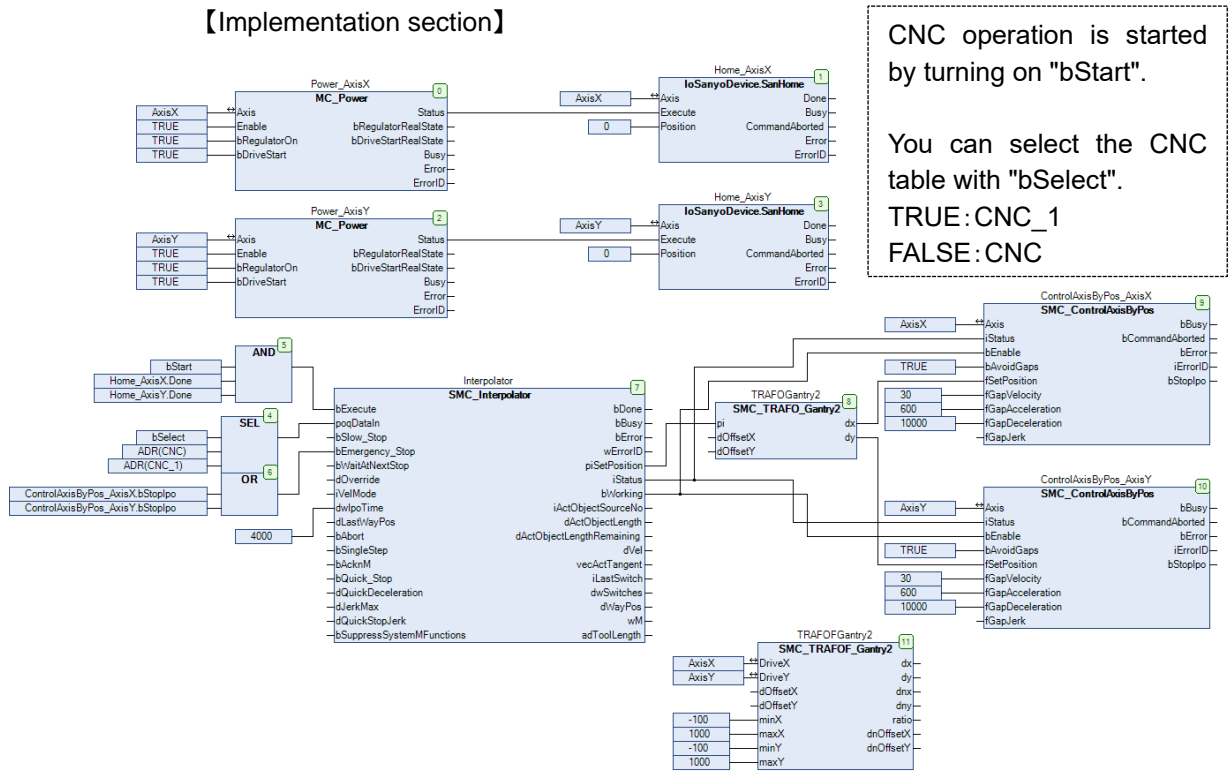 【Implementation section】
CNC operation is started
by turning on "bStart".
You can select the CNC
table with "bSelect".
TRUE:CNC_1
FALSE:CNC
Power_AxisX
0
MC_Power
AxisX
Axis
Status
TRUE
Enable
bRegulatorRealState
TRUE
bRegulatorOn
bDriveStartRealState
TRUE
bDriveStart
Busy
Error
ErrorID
Home_AxisX
1
IoSanyoDevice.SanHome
AxisX
Axis
Done
Execute
Busy
0
Position
CommandAborted
Error
ErrorID
Power_AxisY
2
MC_Power
AxisY
Axis
Status
TRUE
Enable
bRegulatorRealState
TRUE
bRegulatorOn
bDriveStartRealState
TRUE
bDriveStart
Busy
Error
ErrorID
Home_AxisY
3
IoSanyoDevice.SanHome
AxisY
Axis
Done
Execute
Busy
0
Position
CommandAborted
Error
ErrorID
AND
5
bStart
Home_AxisX.Done
Home_AxisY.Done
SEL
4
bSelect
ADR(CNC)
ADR(CNC_1)
OR
6
ControlAxisByPos_AxisX.bStopIpo
ControlAxisByPos_AxisY.bStopIpo
4000
Interpolator
7
SMC_Interpolator
bExecute
bDone
poqDataIn
bBusy
bSlow_Stop
bError
bEmergency_Stop
wErrorID
bWaitAtNextStop
piSetPosition
dOverride
iStatus
iVelMode
bWorking
dwIpoTime
iActObjectSourceNo
dLastWayPos
dActObjectLength
bAbort
dActObjectLengthRemaining
bSingleStep
dVel
bAcknM
vecActTangent
bQuick_Stop
iLastSwitch
dQuickDeceleration
dwSwitches
dJerkMax
dWayPos
dQuickStopJerk
wM
bSuppressSystemMFunctions
adToolLength
TRAFOGantry2
8
SMC_TRAFO_Gantry2
pi
dx
dOffsetX
dy
dOffsetY
ControlAxisByPos_AxisX
9
SMC_ControlAxisByPos
AxisX
Axis
bBusy
iStatus
bCommandAborted
bEnable
bError
TRUE
bAvoidGaps
iErrorID
fSetPosition
bStopIpo
30
fGapVelocity
600
fGapAcceleration
10000
fGapDeceleration
fGapJerk
ControlAxisByPos_AxisY
10
SMC_ControlAxisByPos
AxisY
Axis
bBusy
iStatus
bCommandAborted
bEnable
bError
TRUE
bAvoidGaps
iErrorID
fSetPosition
bStopIpo
30
fGapVelocity
600
fGapAcceleration
10000
fGapDeceleration
fGapJerk
TRAFOFGantry2
11
SMC_TRAFOF_Gantry2
AxisX
DriveX
dx
AxisY
DriveY
dy
dOffsetX
dnx
dOffsetY
dny
-100
minX
ratio
1000
maxX
dnOffsetX
-100
minY
dnOffsetY
1000
maxY